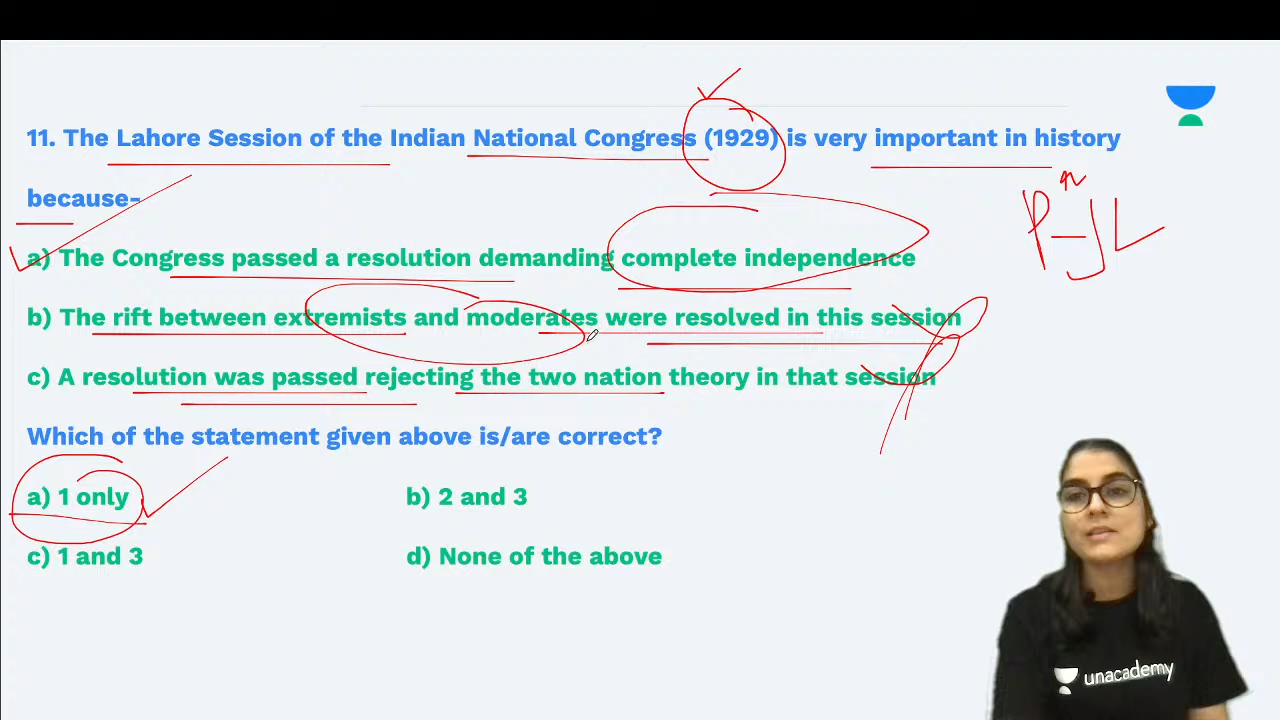 11. The Lahore Session of the Indian National Congress (1929) is very important in history
because-
a) The Congress passed a resolution demanding complete independence
b) The rift between extremists and moderates were resolved in this session
c) A resolution was passed rejecting the two nation theory in that session
Which of the statement given above is/are correct?
a) 1 only
b) 2 and 3
c) 1 and 3
d) None of the above
unacademy